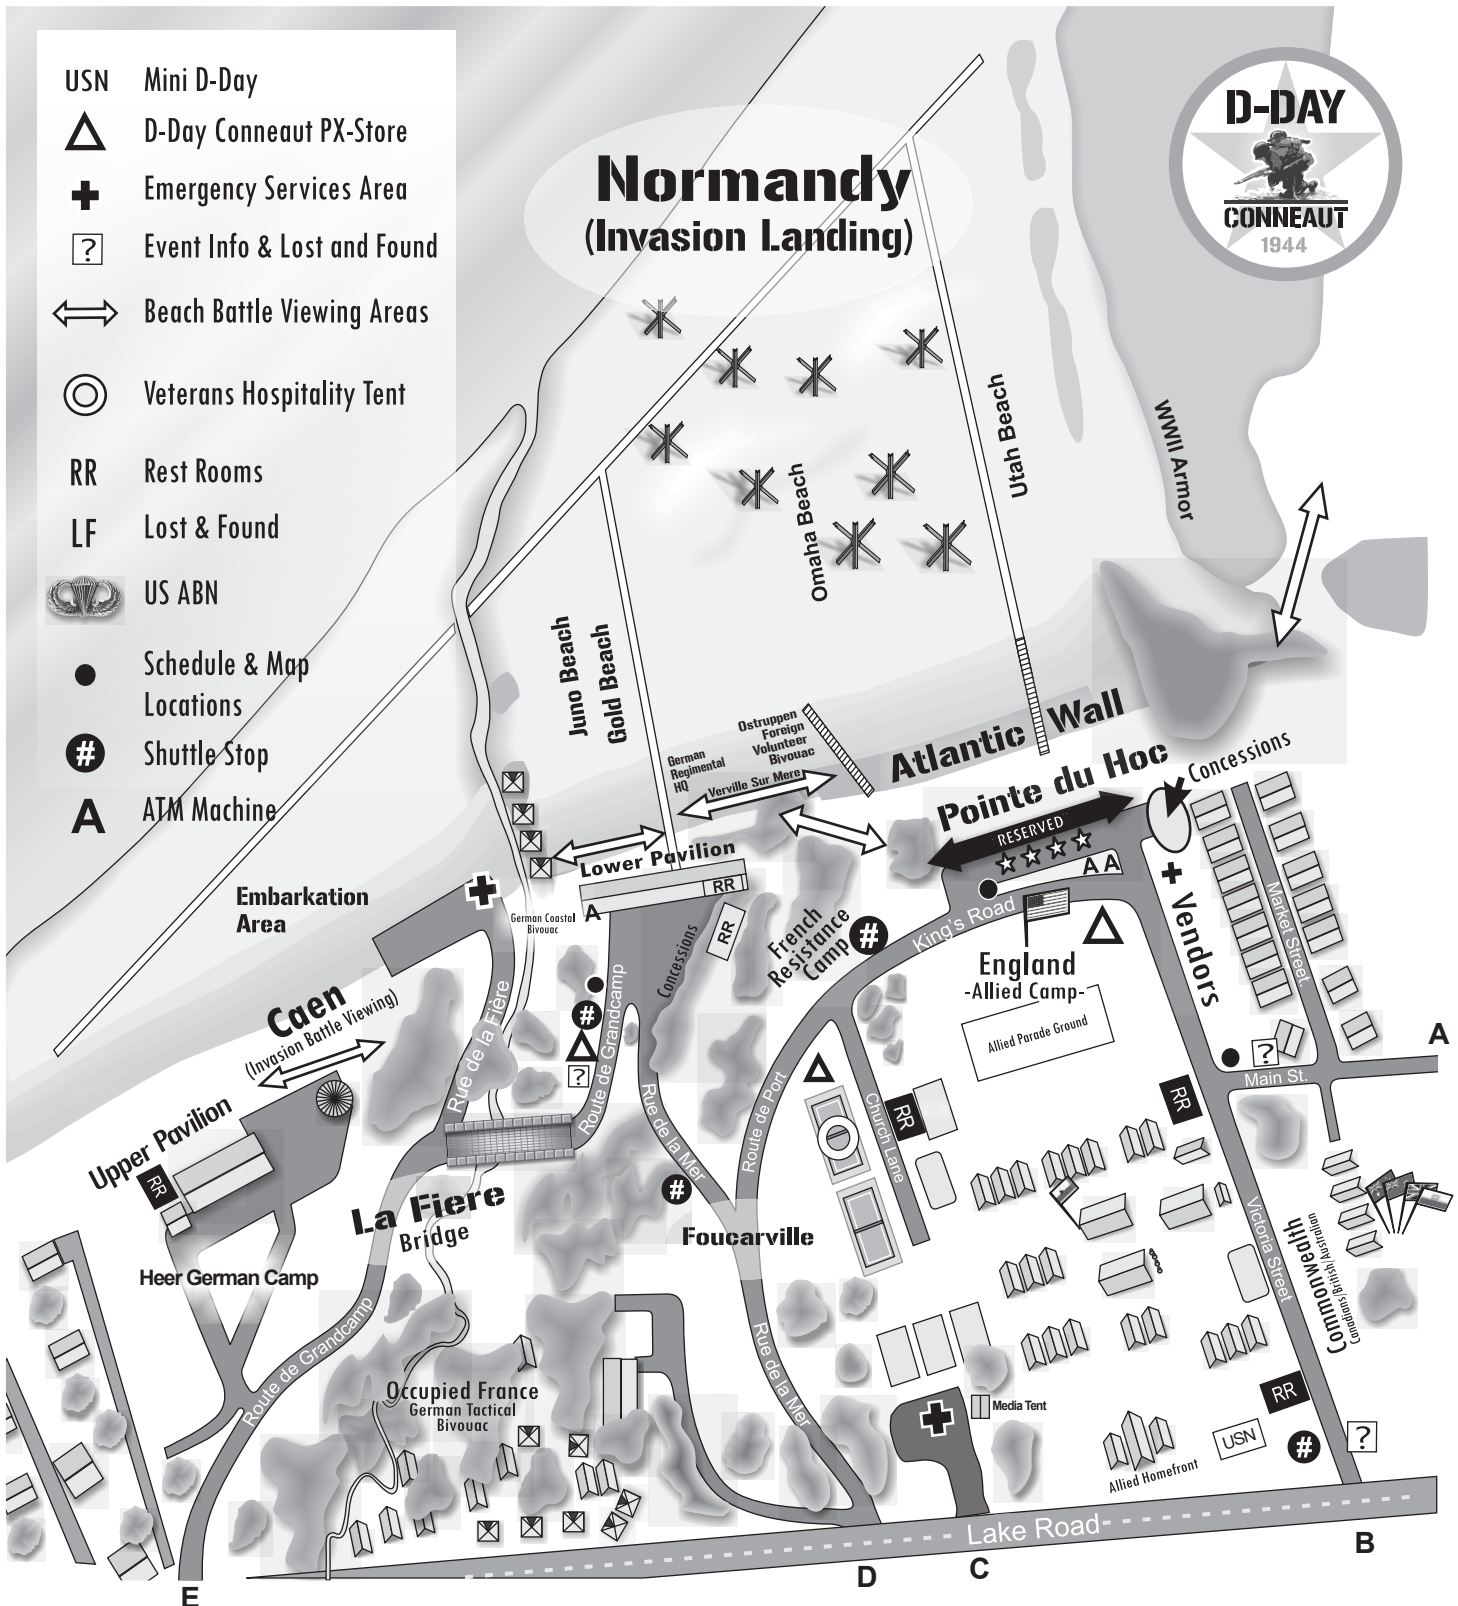 USN Mini D-Day
D-Day Conneaut PX-Store
Emergency Services Area
? Event Info & Lost and Found
Beach Battle Viewing Areas
Veterans Hospitality Tent
RR Rest Rooms
LF Lost & Found
US ABN
Schedule & Map
Locations
# Shuttle Stop
A ATM Machine
D-DAY
CONNEAUT
1944
Normandy
(Invasion Landing)
Utah Beach
WWII Armor
Omaha Beach
Juno Beach
Gold Beach
German
Regimental
HQ
Ostruppen
Foreign
Volunteer
Bivouac
Verville Sur Mere
Atlantic Wall
Pointe du Hoc
RESERVED
Concessions
A A
Lower Pavilion
RR
A
RR
Concessions
German Coastal
Bivouac
Embarkation
Area
French
Resistance
Camp
#
King's Road
England
-Allied Camp-
Allied Parade Ground
Vendors
Market Street
Caen
(Invasion Battle Viewing)
Rue de la Fière
#
?
Route de Grandcamp
Rue de la Mer
Route de Port
Church Lane
RR
RR
?
Main St.
A
Upper Pavilion
RR
La Fiere
Bridge
#
Foucarville
Heer German Camp
Route de Grandcamp
Victoria Street
Commonwealth
Canadians/British/Australian
Rue de la Mer
Occupied France
German Tactical
Bivouac
Media Tent
RR
USN
#
?
Allied Homefront
Lake Road
B
C
D
E